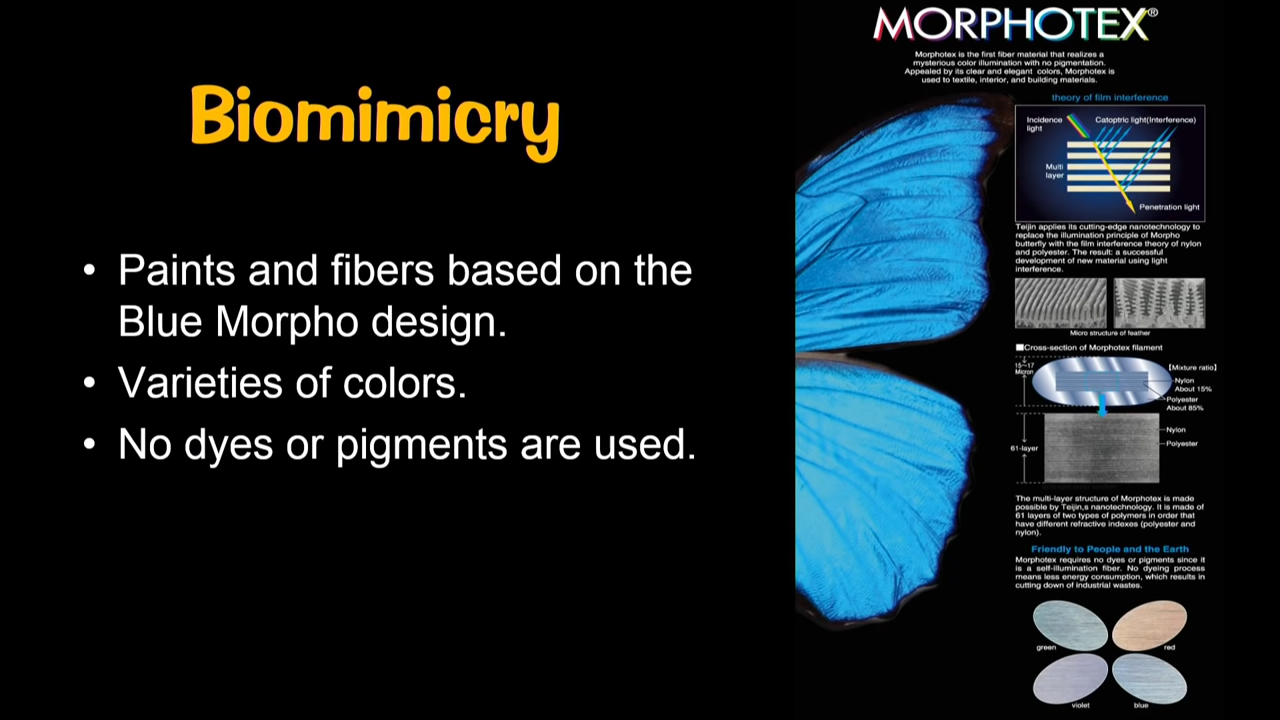 Biomimicry
• Paints and fibers based on the
Blue Morpho design.
• Varieties of colors.
• No dyes or pigments are used.
MORPHOTEX®
Morphotex is the first fiber material that realizes a
mysterious color illumination with no pigmentation.
Appealed by its clear and elegant colors, Morphotex is
used to textile, interior, and building materials.
theory of film interference
Incidence
light
Catoptric light(Interference)
Multi
layer
Penetration light
Teijin applies its cutting-edge nanotechnology to
replace the illumination principle of Morpho
butterfly with the film interference theory of nylon
and polyester. The result: a successful
development of new material using light
interference.
Micro structure of feather
■Cross-section of Morphotex filament
15~17
Micron
【Mixture ratio】
Nylon
About 15%
Polyester
About 85%
Nylon
Polyester
61-layer
The multi-layer structure of Morphotex is made
possible by Teijin,s nanotechnology. It is made of
61 layers of two types of polymers in order that
have different refractive indexes (polyester and
nylon).
Friendly to People and the Earth
Morphotex requires no dyes or pigments since it
is a self-illumination fiber. No dyeing process
means less energy consumption, which results in
cutting down of industrial wastes.
green
red
violet
blue